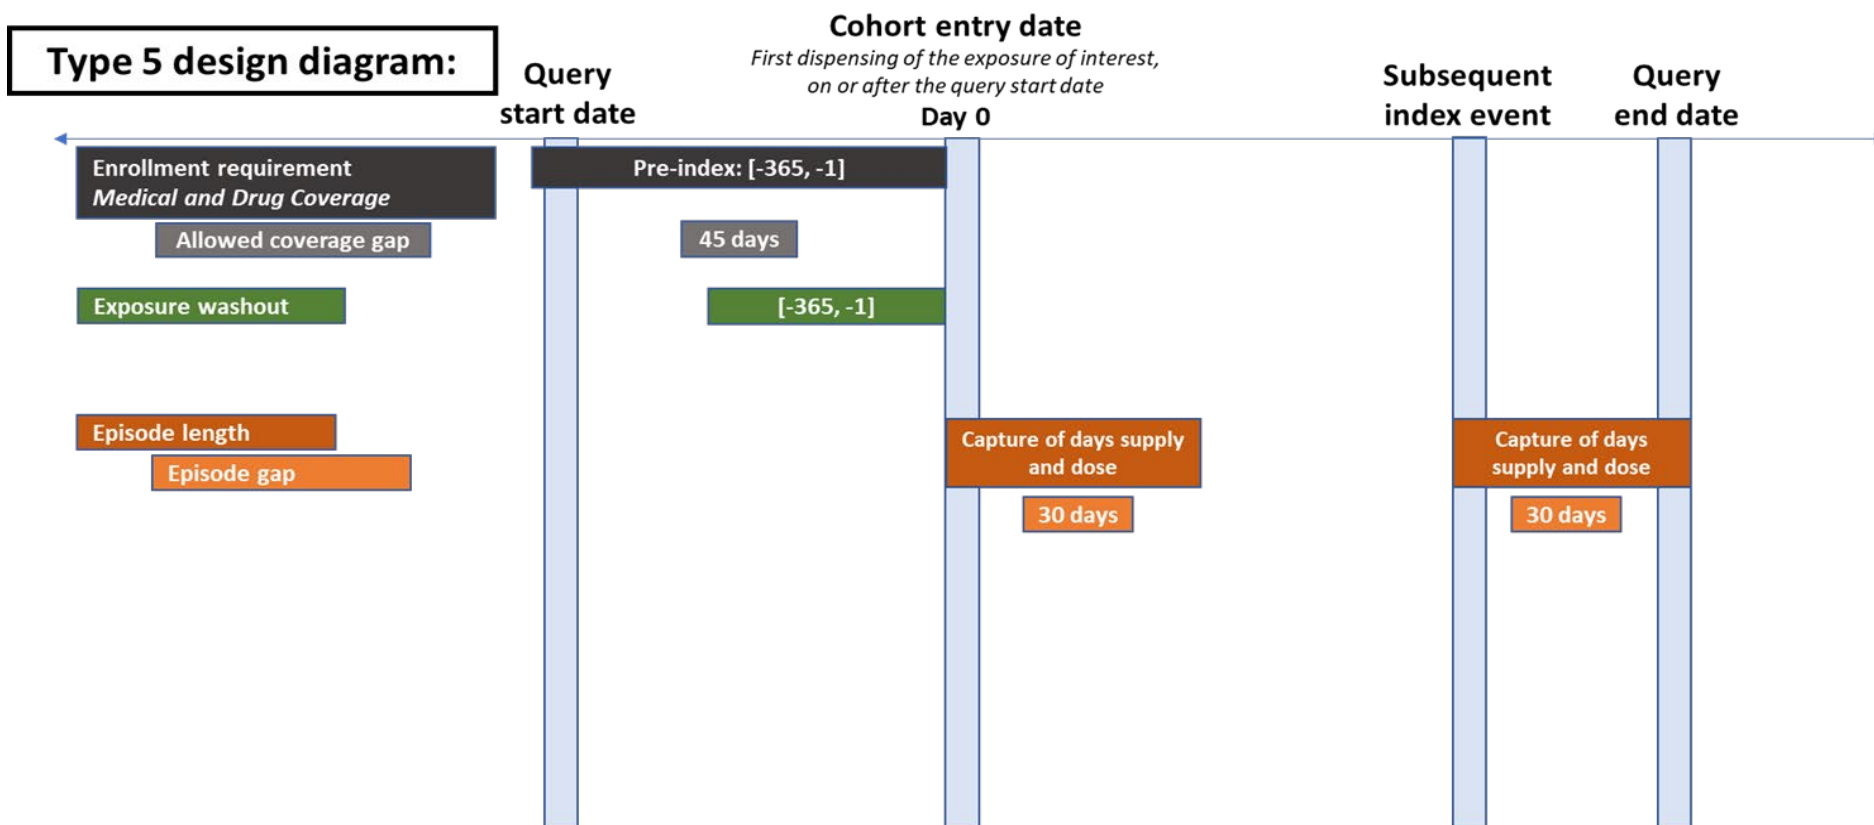 Type 5 design diagram:
Query
start date
Cohort entry date
First dispensing of the exposure of interest,
on or after the query start date
Day 0
Subsequent
index event
Query
end date
Enrollment requirement
Medical and Drug Coverage
Pre-index: [-365, -1]
Allowed coverage gap
45 days
Exposure washout
[-365, -1]
Episode length
Capture of days supply
and dose
Capture of days
supply and dose
Episode gap
30 days
30 days